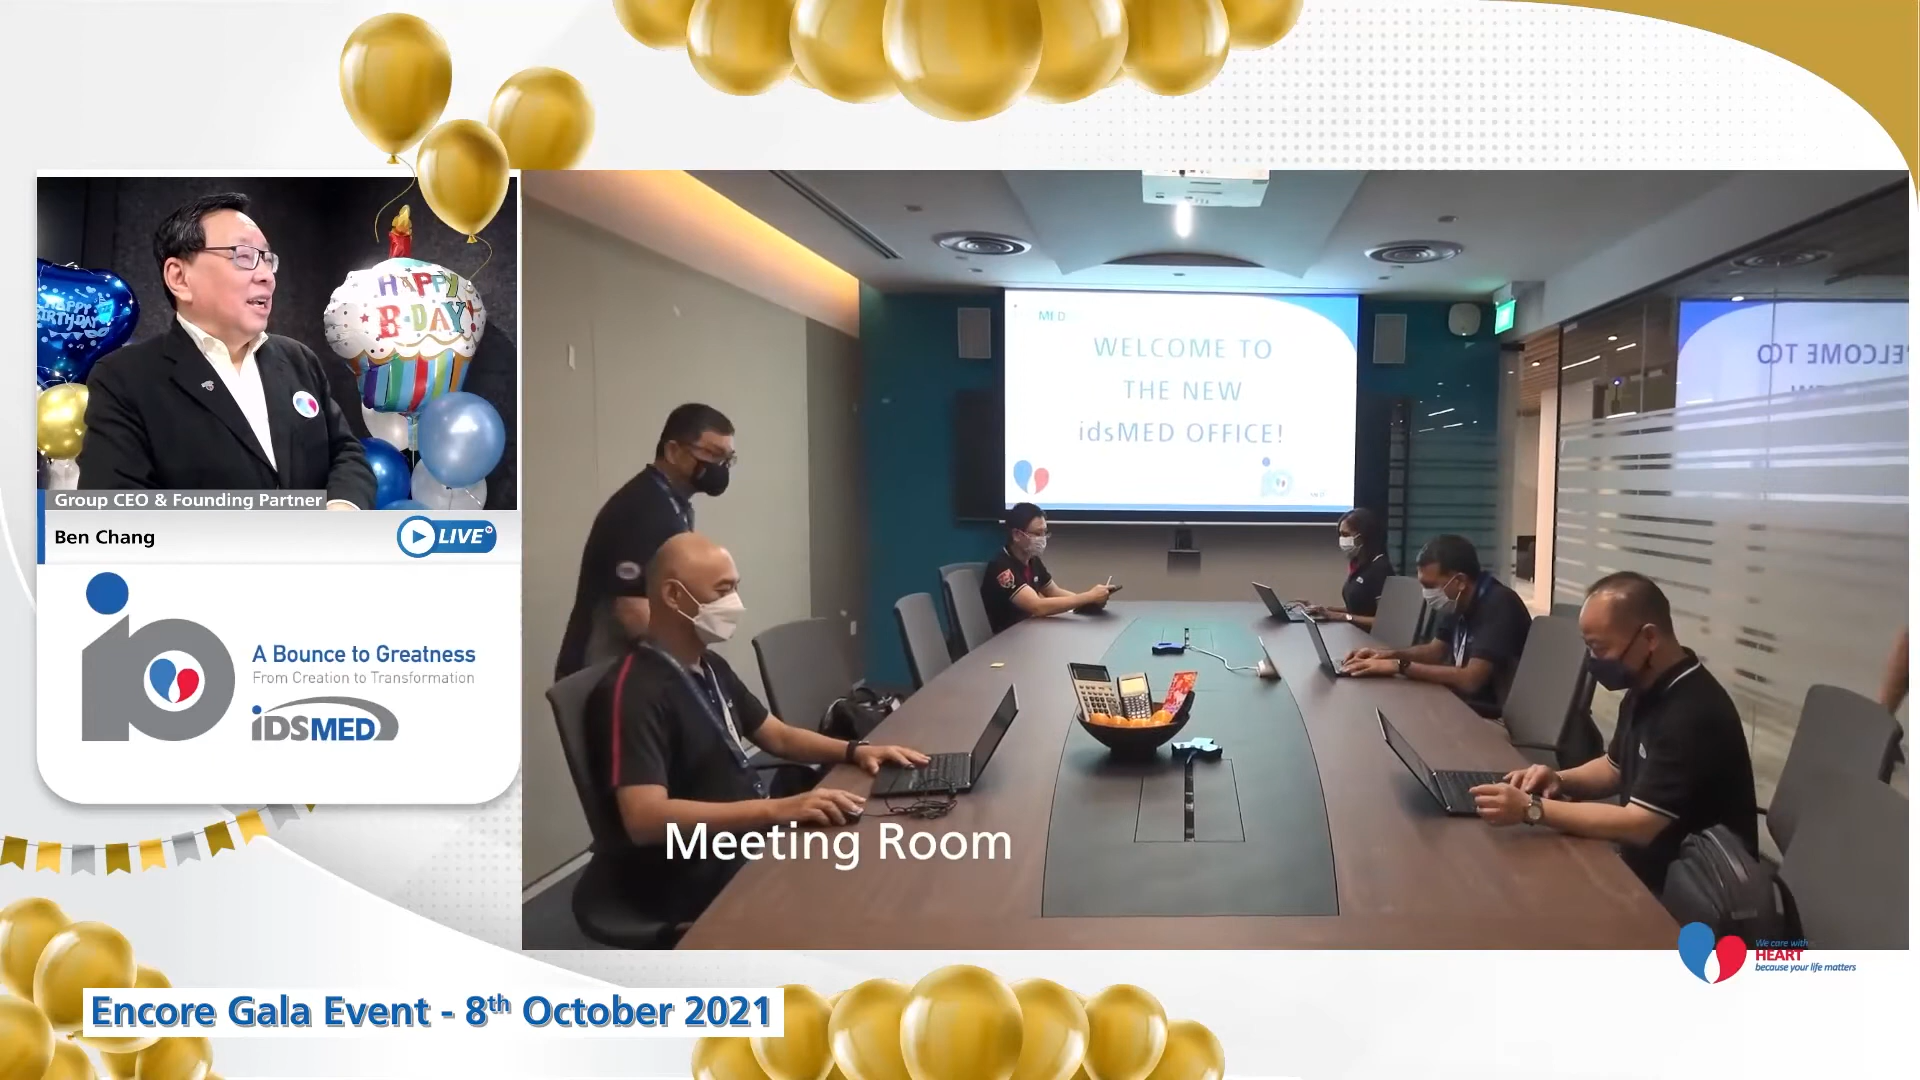 HAPPY
BIRTHDAY
HAPPY
B-DAY!
Group CEO & Founding Partner
Ben Chang
LIVE
A Bounce to Greatness
From Creation to Transformation
iDSMED
MED
WELCOME TO
THE NEW
idsMED OFFICE!
Meeting Room
We care with
HEART
because your life matters
Encore Gala Event - 8th October 2021